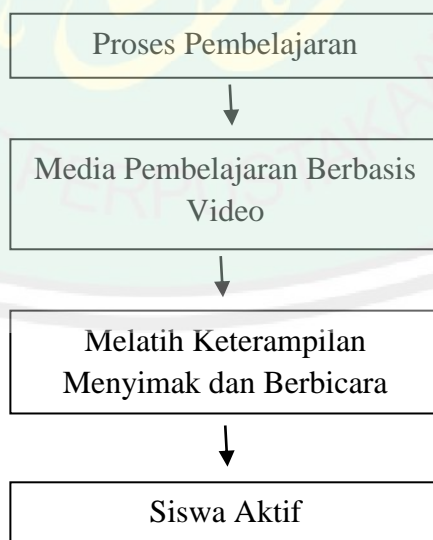 Proses Pembelajaran
Media Pembelajaran Berbasis
Video
Melatih Keterampilan
Menyimak dan Berbicara
Siswa Aktif